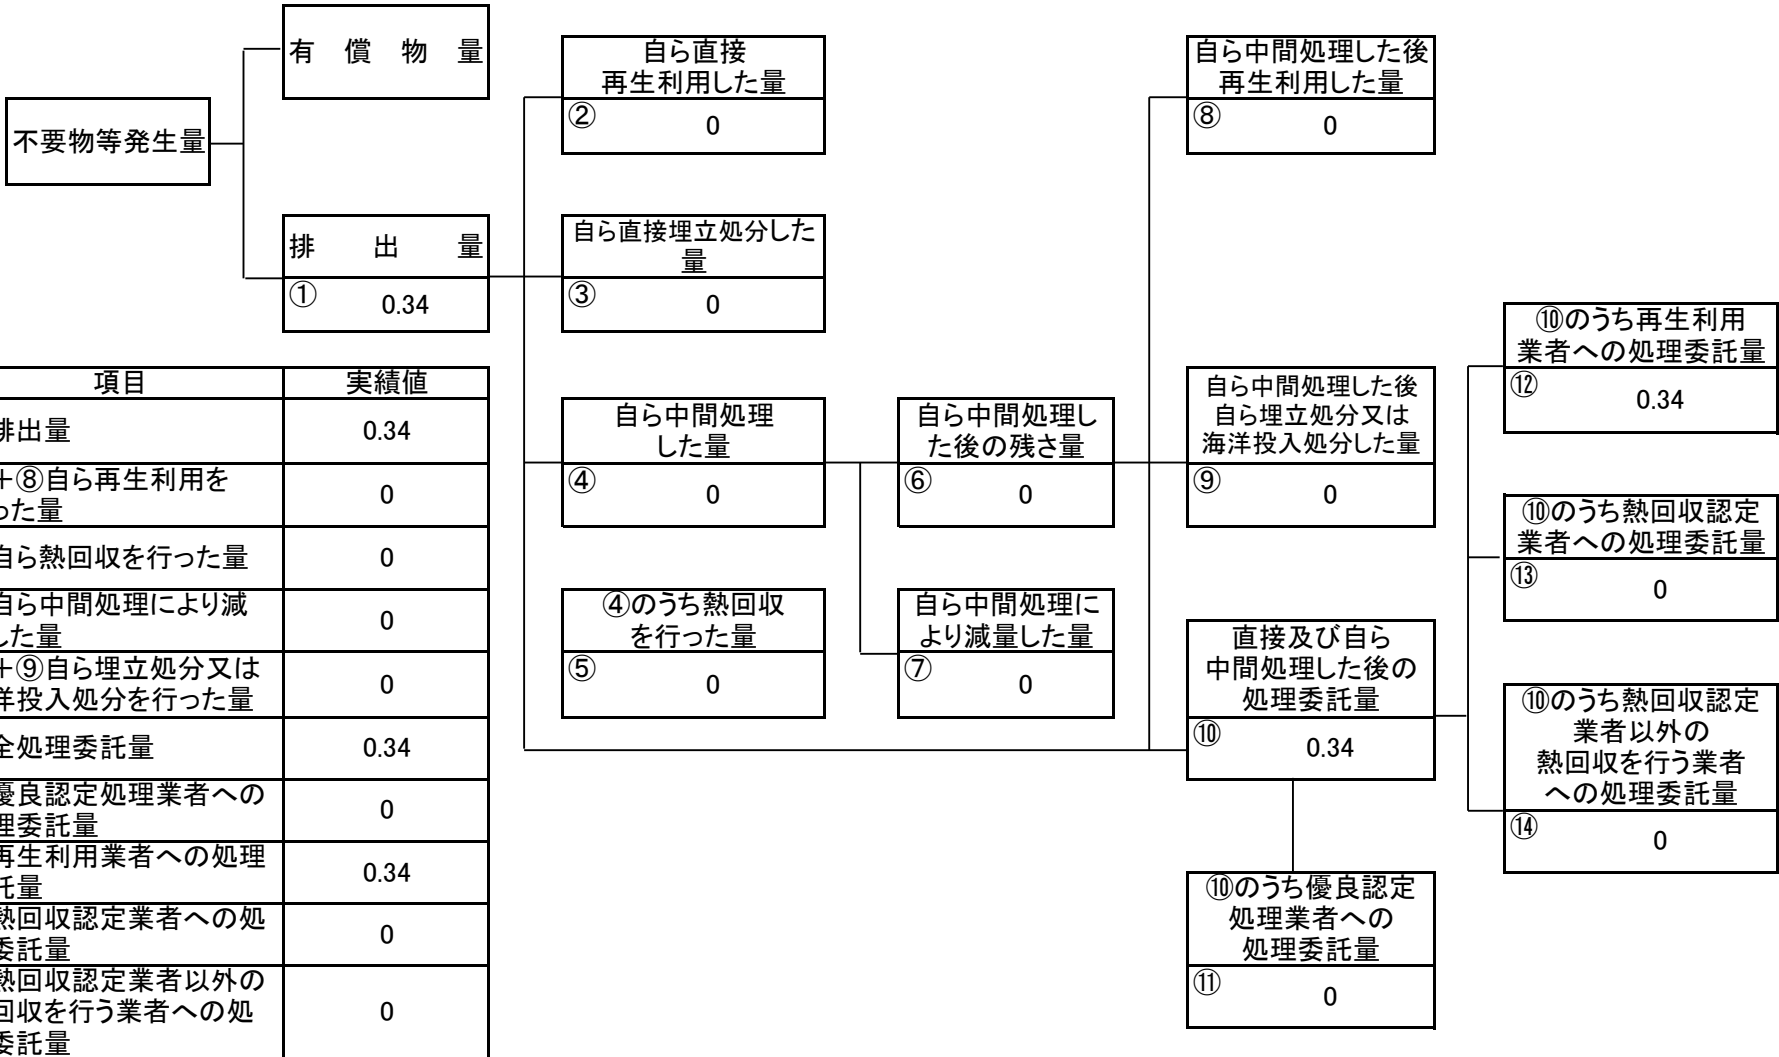 有償物量
不要物等発生量
排出量
① 0.34
自ら直接
再生利用した量
② 0
自ら直接埋立処分した
量
③ 0
自ら中間処理
した量
④ 0
④のうち熱回収
を行った量
⑤ 0
自ら中間処理し
た後の残さ量
⑥ 0
自ら中間処理に
より減量した量
⑦ 0
自ら中間処理した後
再生利用した量
⑧ 0
自ら中間処理した後
自ら埋立処分又は
海洋投入処分した量
⑨ 0
直接及び自ら
中間処理した後の
処理委託量
⑩ 0.34
⑩のうち優良認定
処理業者への
処理委託量
⑪ 0
⑩のうち再生利用
業者への処理委託量
⑫ 0.34
⑩のうち熱回収認定
業者への処理委託量
⑬ 0
⑩のうち熱回収認定
業者以外の
熱回収を行う業者
への処理委託量
⑭ 0
項目 実績値
排出量 0.34
+⑧自ら再生利用を
った量 0
自ら熱回収を行った量 0
自ら中間処理により減
した量 0
+⑨自ら埋立処分又は
洋投入処分を行った量 0
全処理委託量 0.34
優良認定処理業者への
理委託量 0
再生利用業者への処理
託量 0.34
熱回収認定業者への処
委託量 0
熱回収認定業者以外の
回収を行う業者への処
委託量 0